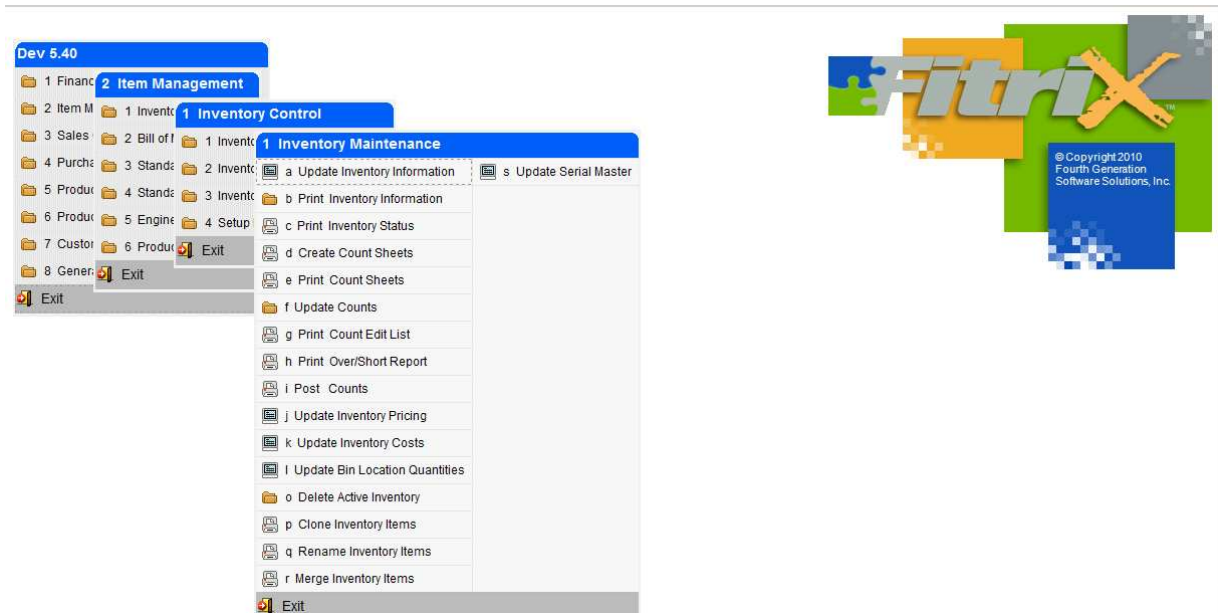 Dev 5.40
1 Financ
2 Item M
3 Sales
4 Purcha
5 Produc
6 Produc
7 Custor
8 Genera
Exit
2 Item Management
1 Invento
2 Bill of M
3 Standa
4 Standa
5 Engine
6 Produc
Exit
1 Inventory Control
1 Invento
2 Invento
3 Invento
4 Setup
Exit
1 Inventory Maintenance
a Update Inventory Information
b Print Inventory Information
c Print Inventory Status
d Create Count Sheets
e Print Count Sheets
f Update Counts
g Print Count Edit List
h Print Over/Short Report
i Post Counts
j Update Inventory Pricing
k Update Inventory Costs
l Update Bin Location Quantities
o Delete Active Inventory
p Clone Inventory Items
q Rename Inventory Items
r Merge Inventory Items
Exit
s Update Serial Master
FitriX
TM
©Copyright 2010
Fourth Generation
Software Solutions, Inc.